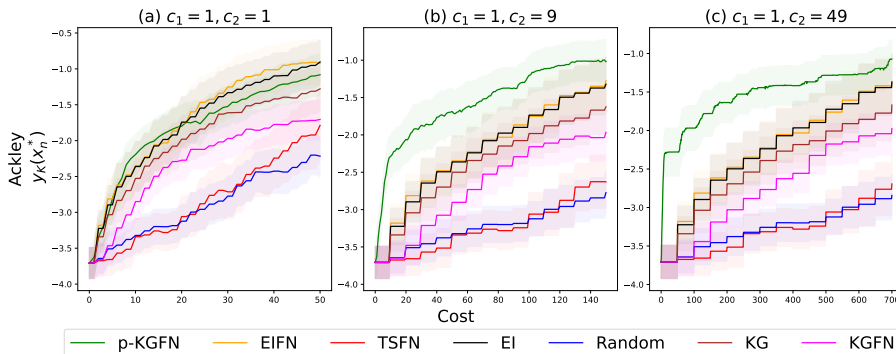 (a) c₁ = 1, c₂ = 1
(b) c₁ = 1, c₂ = 9
(c) c₁ = 1, c₂ = 49
Ackley
y_K(x_n^*)
−0.5
−1.0
−1.5
−2.0
−2.5
−3.0
−3.5
−4.0
0 10 20 30 40 50
−1.0
−1.5
−2.0
−2.5
−3.0
−3.5
−4.0
0 20 40 60 80 100 120 140
−1.0
−1.5
−2.0
−2.5
−3.0
−3.5
−4.0
0 100 200 300 400 500 600 700
Cost
p-KGFN EIFN TSFN EI Random KG KGFN